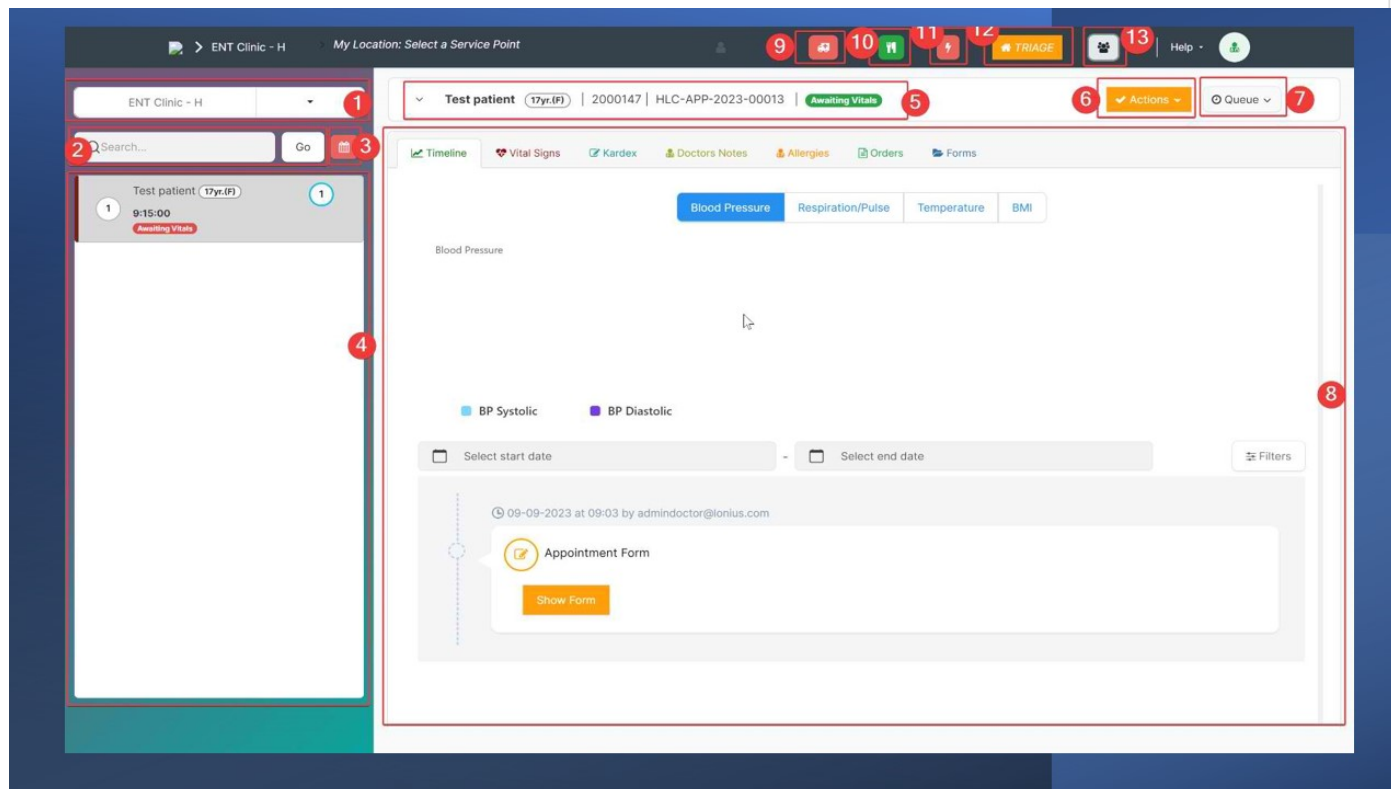 ENT Clinic - H
My Location: Select a Service Point
9
10
11
TRIAGE
12
13
Help
ENT Clinic - H
1
Test patient (17yr.(F)) | 2000147 | HLC-APP-2023-00013 | Awaiting Vitals
5
6
Actions
Queue
7
2
Search...
Go
3
Timeline
Vital Signs
Kardex
Doctors Notes
Allergies
Orders
Forms
1
Test patient (17yr.(F))
9:15:00
Awaiting Vitals
1
Blood Pressure
Respiration/Pulse
Temperature
BMI
Blood Pressure
4
8
BP Systolic
BP Diastolic
Select start date
-
Select end date
Filters
09-09-2023 at 09:03 by admindoctor@lonius.com
Appointment Form
Show Form